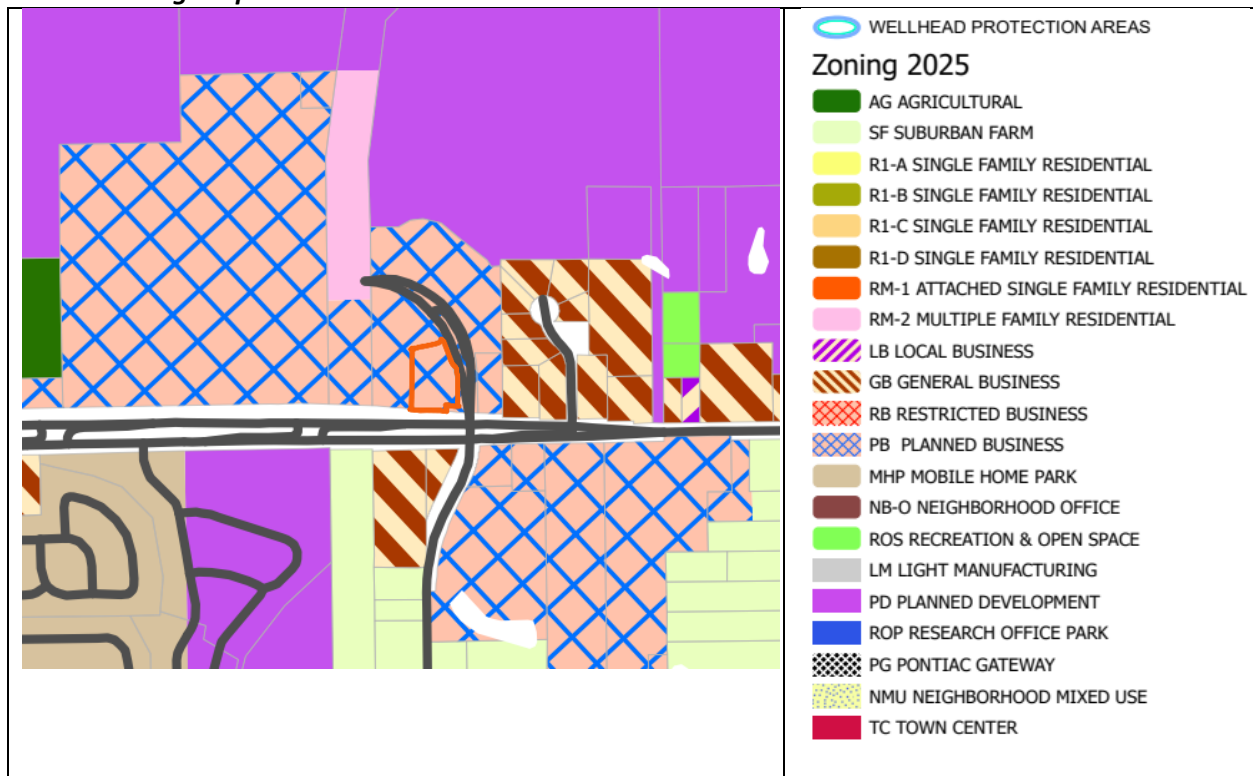 WELLHEAD PROTECTION AREAS
Zoning 2025
AG AGRICULTURAL
SF SUBURBAN FARM
R1-A SINGLE FAMILY RESIDENTIAL
R1-B SINGLE FAMILY RESIDENTIAL
R1-C SINGLE FAMILY RESIDENTIAL
R1-D SINGLE FAMILY RESIDENTIAL
RM-1 ATTACHED SINGLE FAMILY RESIDENTIAL
RM-2 MULTIPLE FAMILY RESIDENTIAL
LB LOCAL BUSINESS
GB GENERAL BUSINESS
RB RESTRICTED BUSINESS
PB PLANNED BUSINESS
MHP MOBILE HOME PARK
NB-O NEIGHBORHOOD OFFICE
ROS RECREATION & OPEN SPACE
LM LIGHT MANUFACTURING
PD PLANNED DEVELOPMENT
ROP RESEARCH OFFICE PARK
PG PONTIAC GATEWAY
NMU NEIGHBORHOOD MIXED USE
TC TOWN CENTER